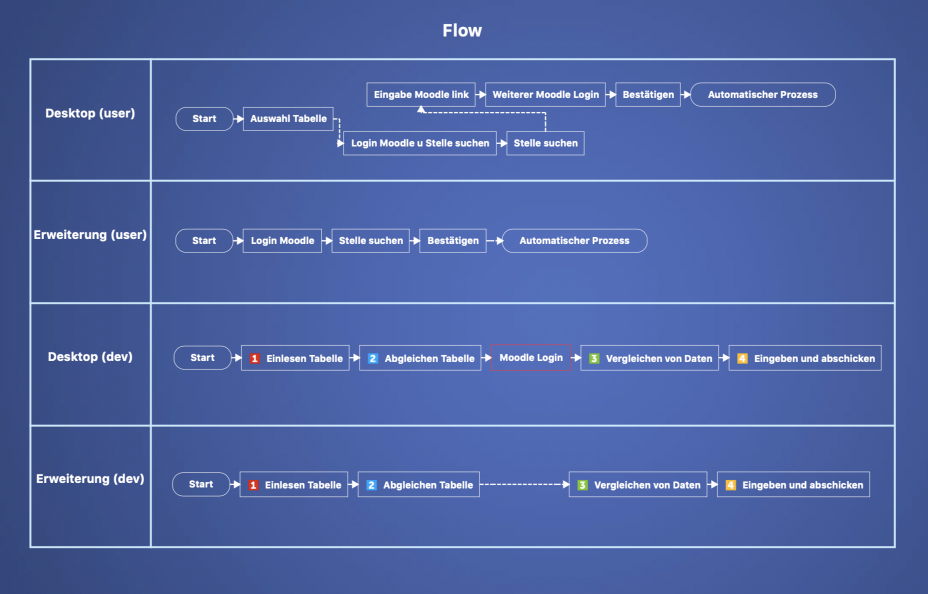 Flow
Desktop (user)
Start
Auswahl Tabelle
Login Moodle u Stelle suchen
Stelle suchen
Eingabe Moodle link
Weiterer Moodle Login
Bestätigen
Automatischer Prozess
Erweiterung (user)
Start
Login Moodle
Stelle suchen
Bestätigen
Automatischer Prozess
Desktop (dev)
Start
1 Einlesen Tabelle
2 Abgleichen Tabelle
Moodle Login
3 Vergleichen von Daten
4 Eingeben und abschicken
Erweiterung (dev)
Start
1 Einlesen Tabelle
2 Abgleichen Tabelle
3 Vergleichen von Daten
4 Eingeben und abschicken